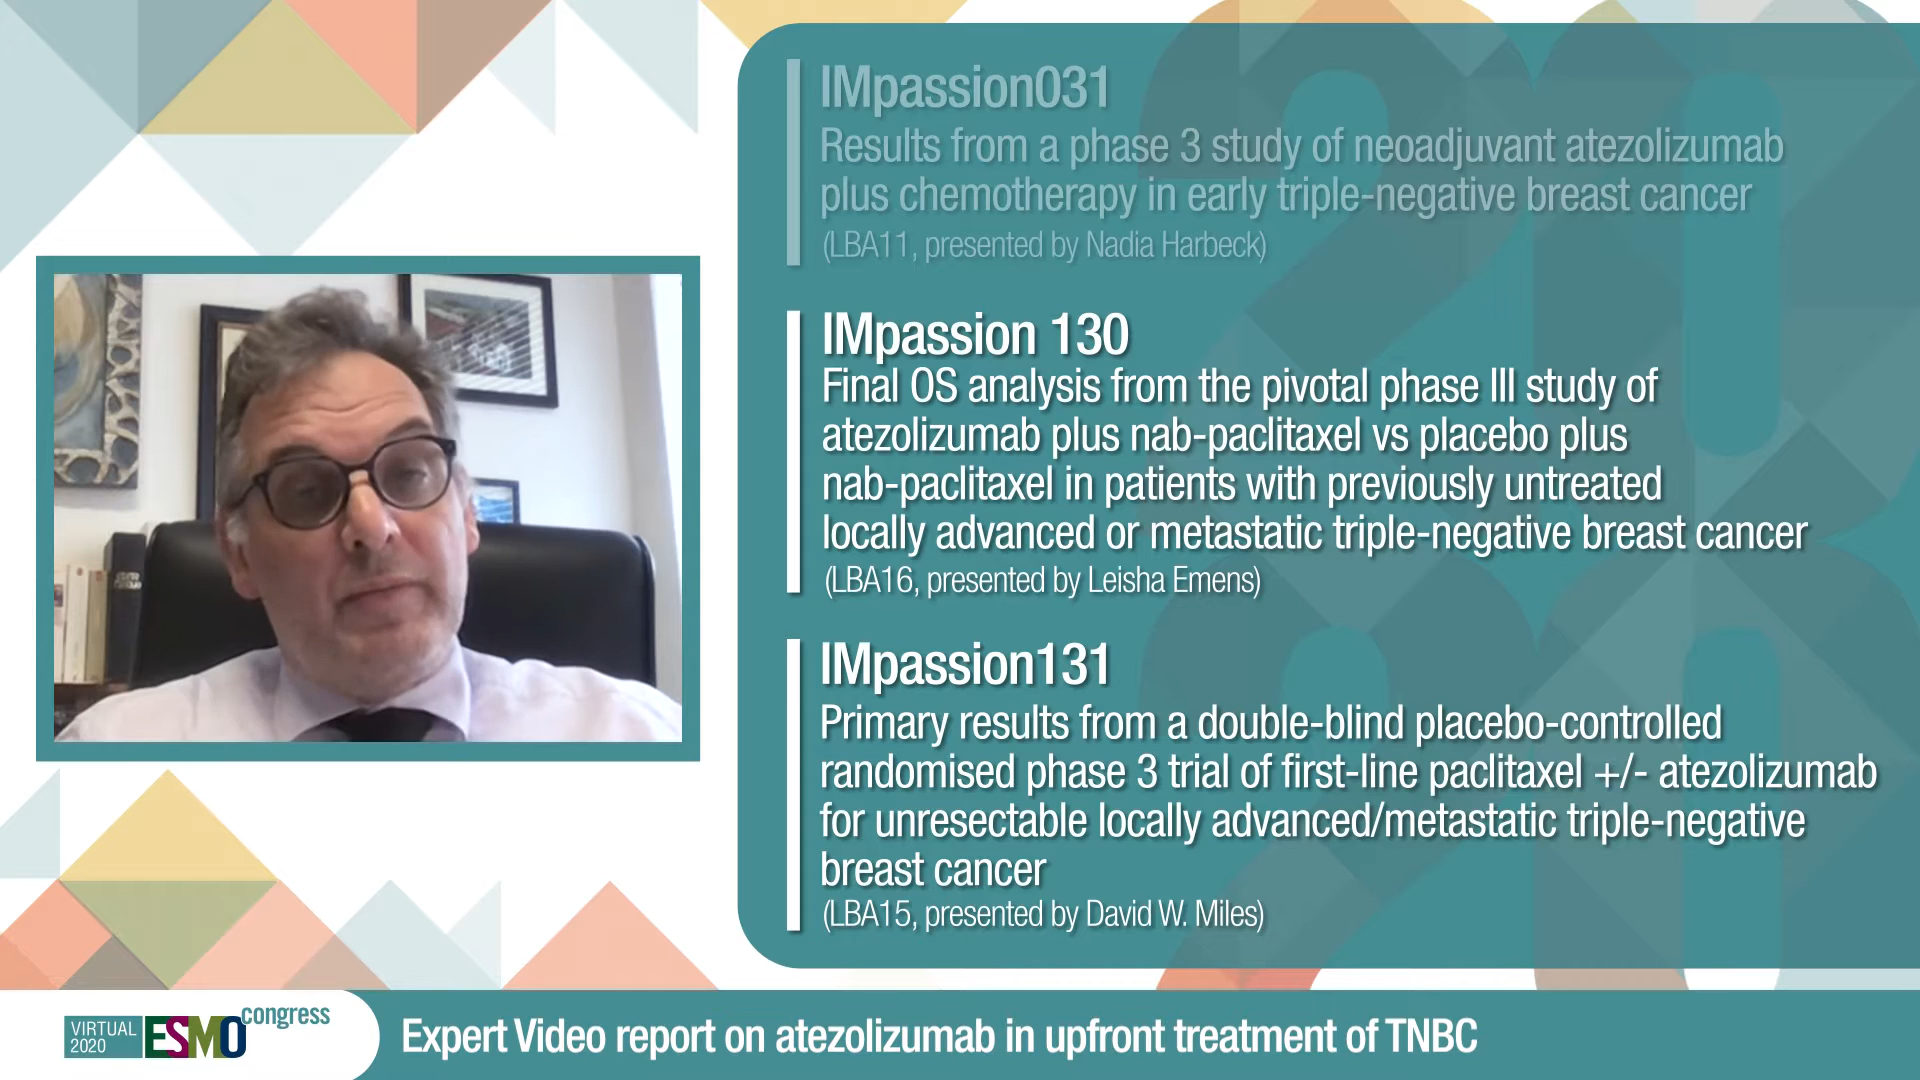 IMpassion031
Results from a phase 3 study of neoadjuvant atezolizumab
plus chemotherapy in early triple-negative breast cancer
(LBA11, presented by Nadia Harbeck)
IMpassion 130
Final OS analysis from the pivotal phase III study of
atezolizumab plus nab-paclitaxel vs placebo plus
nab-paclitaxel in patients with previously untreated
locally advanced or metastatic triple-negative breast cancer
(LBA16, presented by Leisha Emens)
IMpassion131
Primary results from a double-blind placebo-controlled
randomised phase 3 trial of first-line paclitaxel +/- atezolizumab
for unresectable locally advanced/metastatic triple-negative
breast cancer
(LBA15, presented by David W. Miles)
VIRTUAL
2020
ESMO congress
Expert Video report on atezolizumab in upfront treatment of TNBC